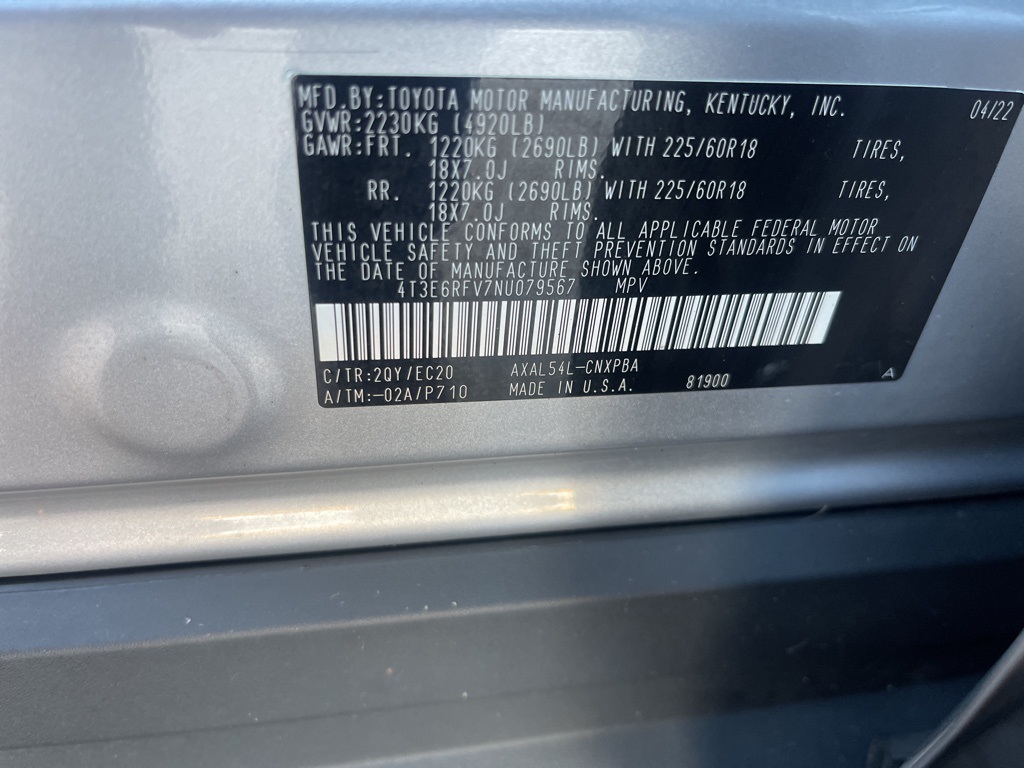 MFD.BY:TOYOTA MOTOR MANUFACTURING, KENTUCKY, INC. 04/22
GVWR:2230KG (4920LB)
GAWR:FRT. 1220KG (2690LB) WITH 225/60R18 TIRES,
18X7.0J RIMS.
RR. 1220KG (2690LB) WITH 225/60R18 TIRES,
18X7.0J RIMS.
THIS VEHICLE CONFORMS TO ALL APPLICABLE FEDERAL MOTOR
VEHICLE SAFETY AND THEFT PREVENTION STANDARDS IN EFFECT ON
THE DATE OF MANUFACTURE SHOWN ABOVE.
4T3E6RFV7NU079567 MPV
C/TR:2QY/EC20 AXAL54L-CNXPBA
A/TM:-02A/P710 MADE IN U.S.A. 81900 A